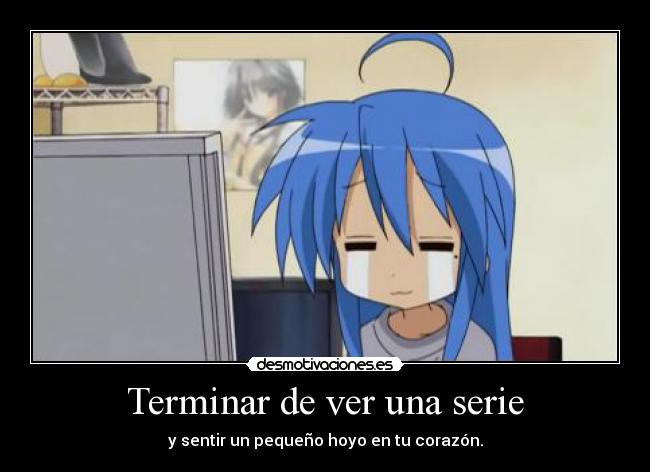 desmotivaciones.es
Terminar de ver una serie
y sentir un pequeño hoyo en tu corazón.